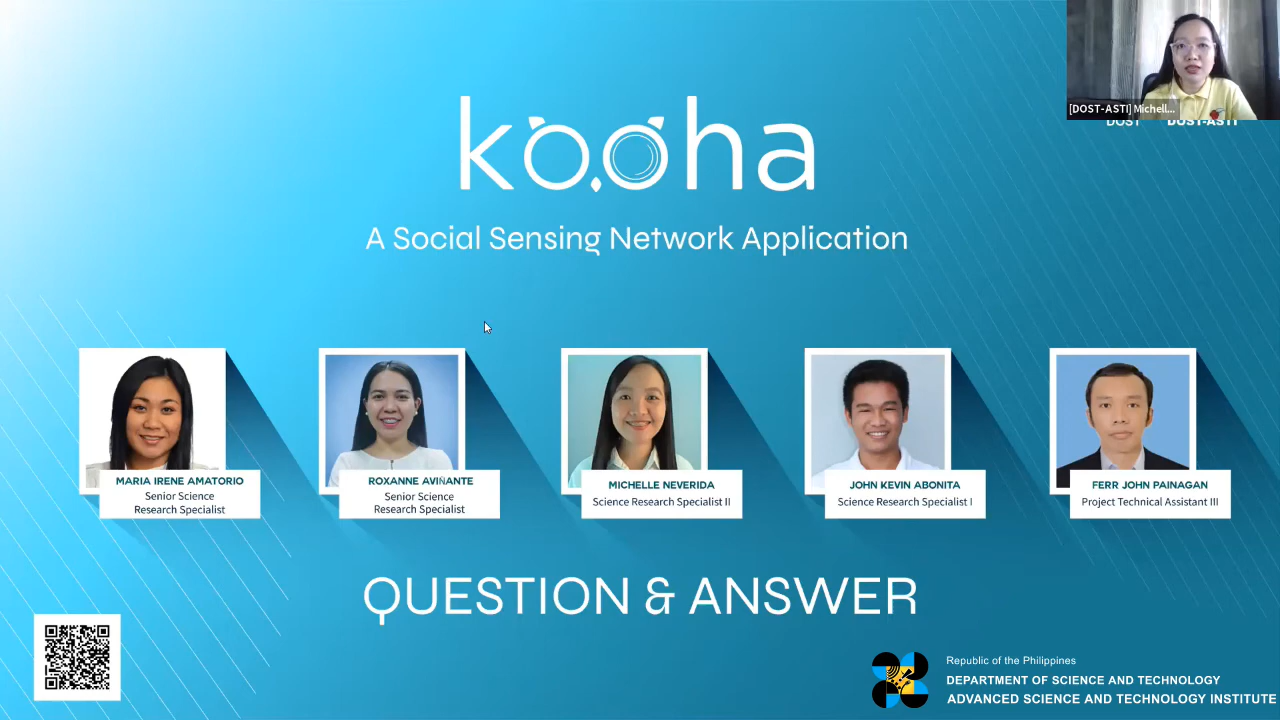 [DOST-ASTI] Michell...
DOST DOST-ASTI
kooha
A Social Sensing Network Application
MARIA IRENE AMATORIO
Senior Science
Research Specialist
ROXANNE AVIÑANTE
Senior Science
Research Specialist
MICHELLE NEVERIDA
Science Research Specialist II
JOHN KEVIN ABONITA
Science Research Specialist I
FERR JOHN PAINAGAN
Project Technical Assistant III
QUESTION & ANSWER
Republic of the Philippines
DEPARTMENT OF SCIENCE AND TECHNOLOGY
ADVANCED SCIENCE AND TECHNOLOGY INSTITUTE